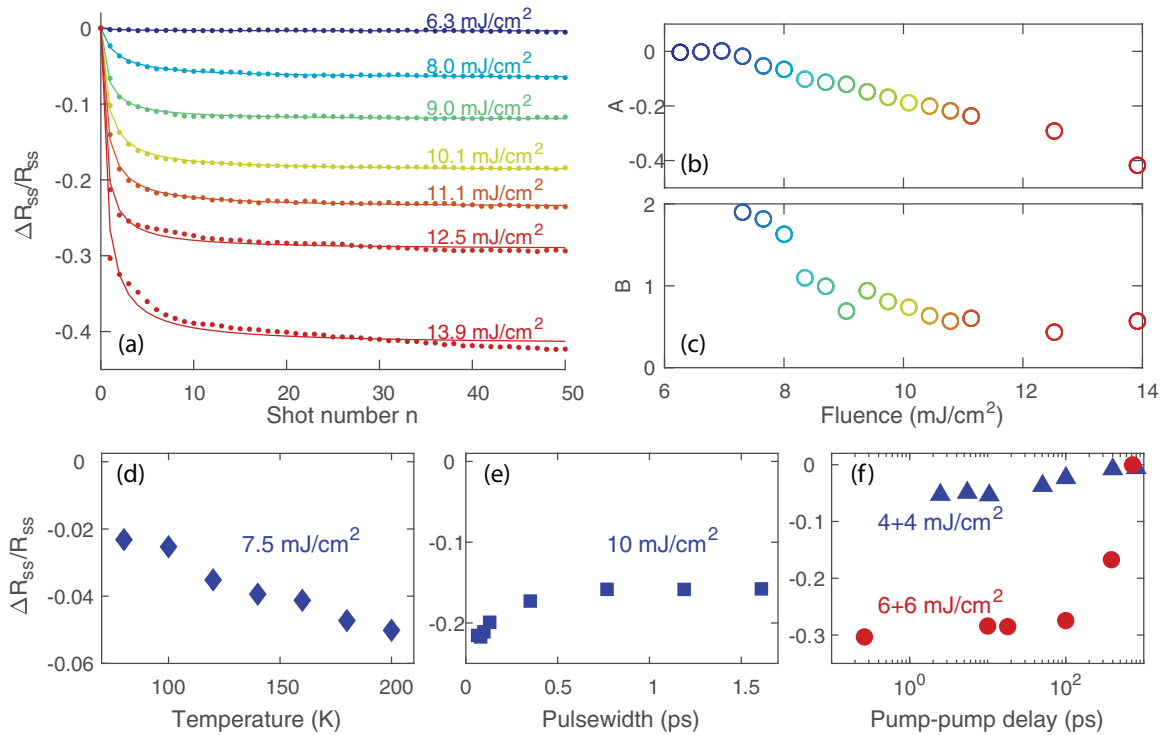 0
-0.1
-0.2
-0.3
-0.4
ΔR_ss/R_ss
6.3 mJ/cm²
8.0 mJ/cm²
9.0 mJ/cm²
10.1 mJ/cm²
11.1 mJ/cm²
12.5 mJ/cm²
13.9 mJ/cm²
(a)
0 10 20 30 40 50
Shot number n
0
-0.2
-0.4
A
(b)
2
1
0
B
(c)
6 8 10 12 14
Fluence (mJ/cm²)
0
-0.02
-0.04
-0.06
ΔR_ss/R_ss
(d)
7.5 mJ/cm²
100 150 200
Temperature (K)
0
-0.1
-0.2
(e)
10 mJ/cm²
0 0.5 1 1.5
Pulsewidth (ps)
0
-0.1
-0.2
-0.3
(f)
4+4 mJ/cm²
6+6 mJ/cm²
10⁰ 10²
Pump-pump delay (ps)